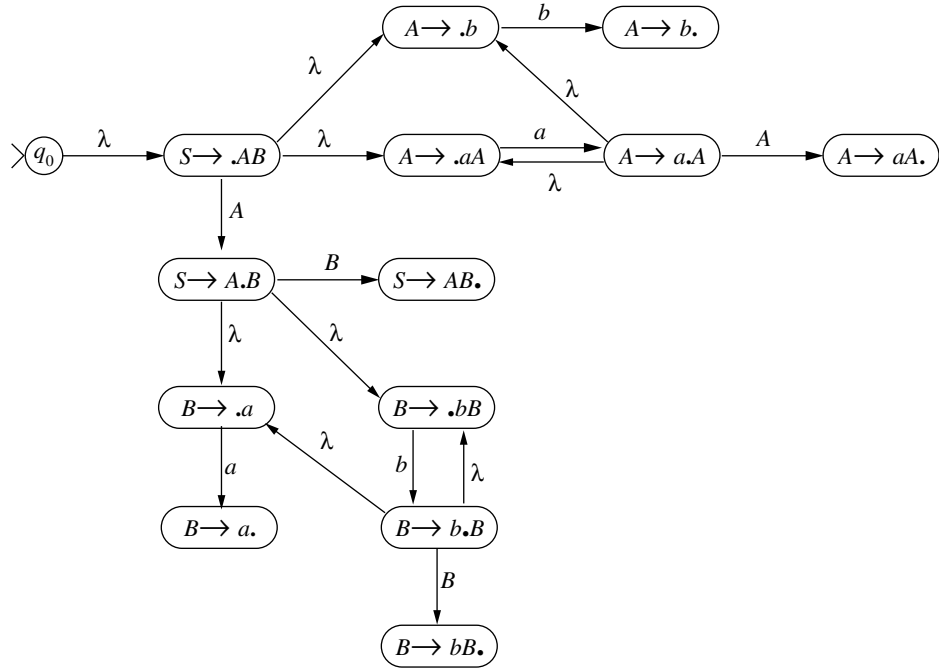 A → .b b A → b.
λ λ
q₀ λ S → .AB λ A → .aA a λ A → a.A A A → aA.
A
S → A.B B S → AB.
λ λ
B → .a B → .bB
a λ b λ
B → a. B → b.B
B
B → bB.